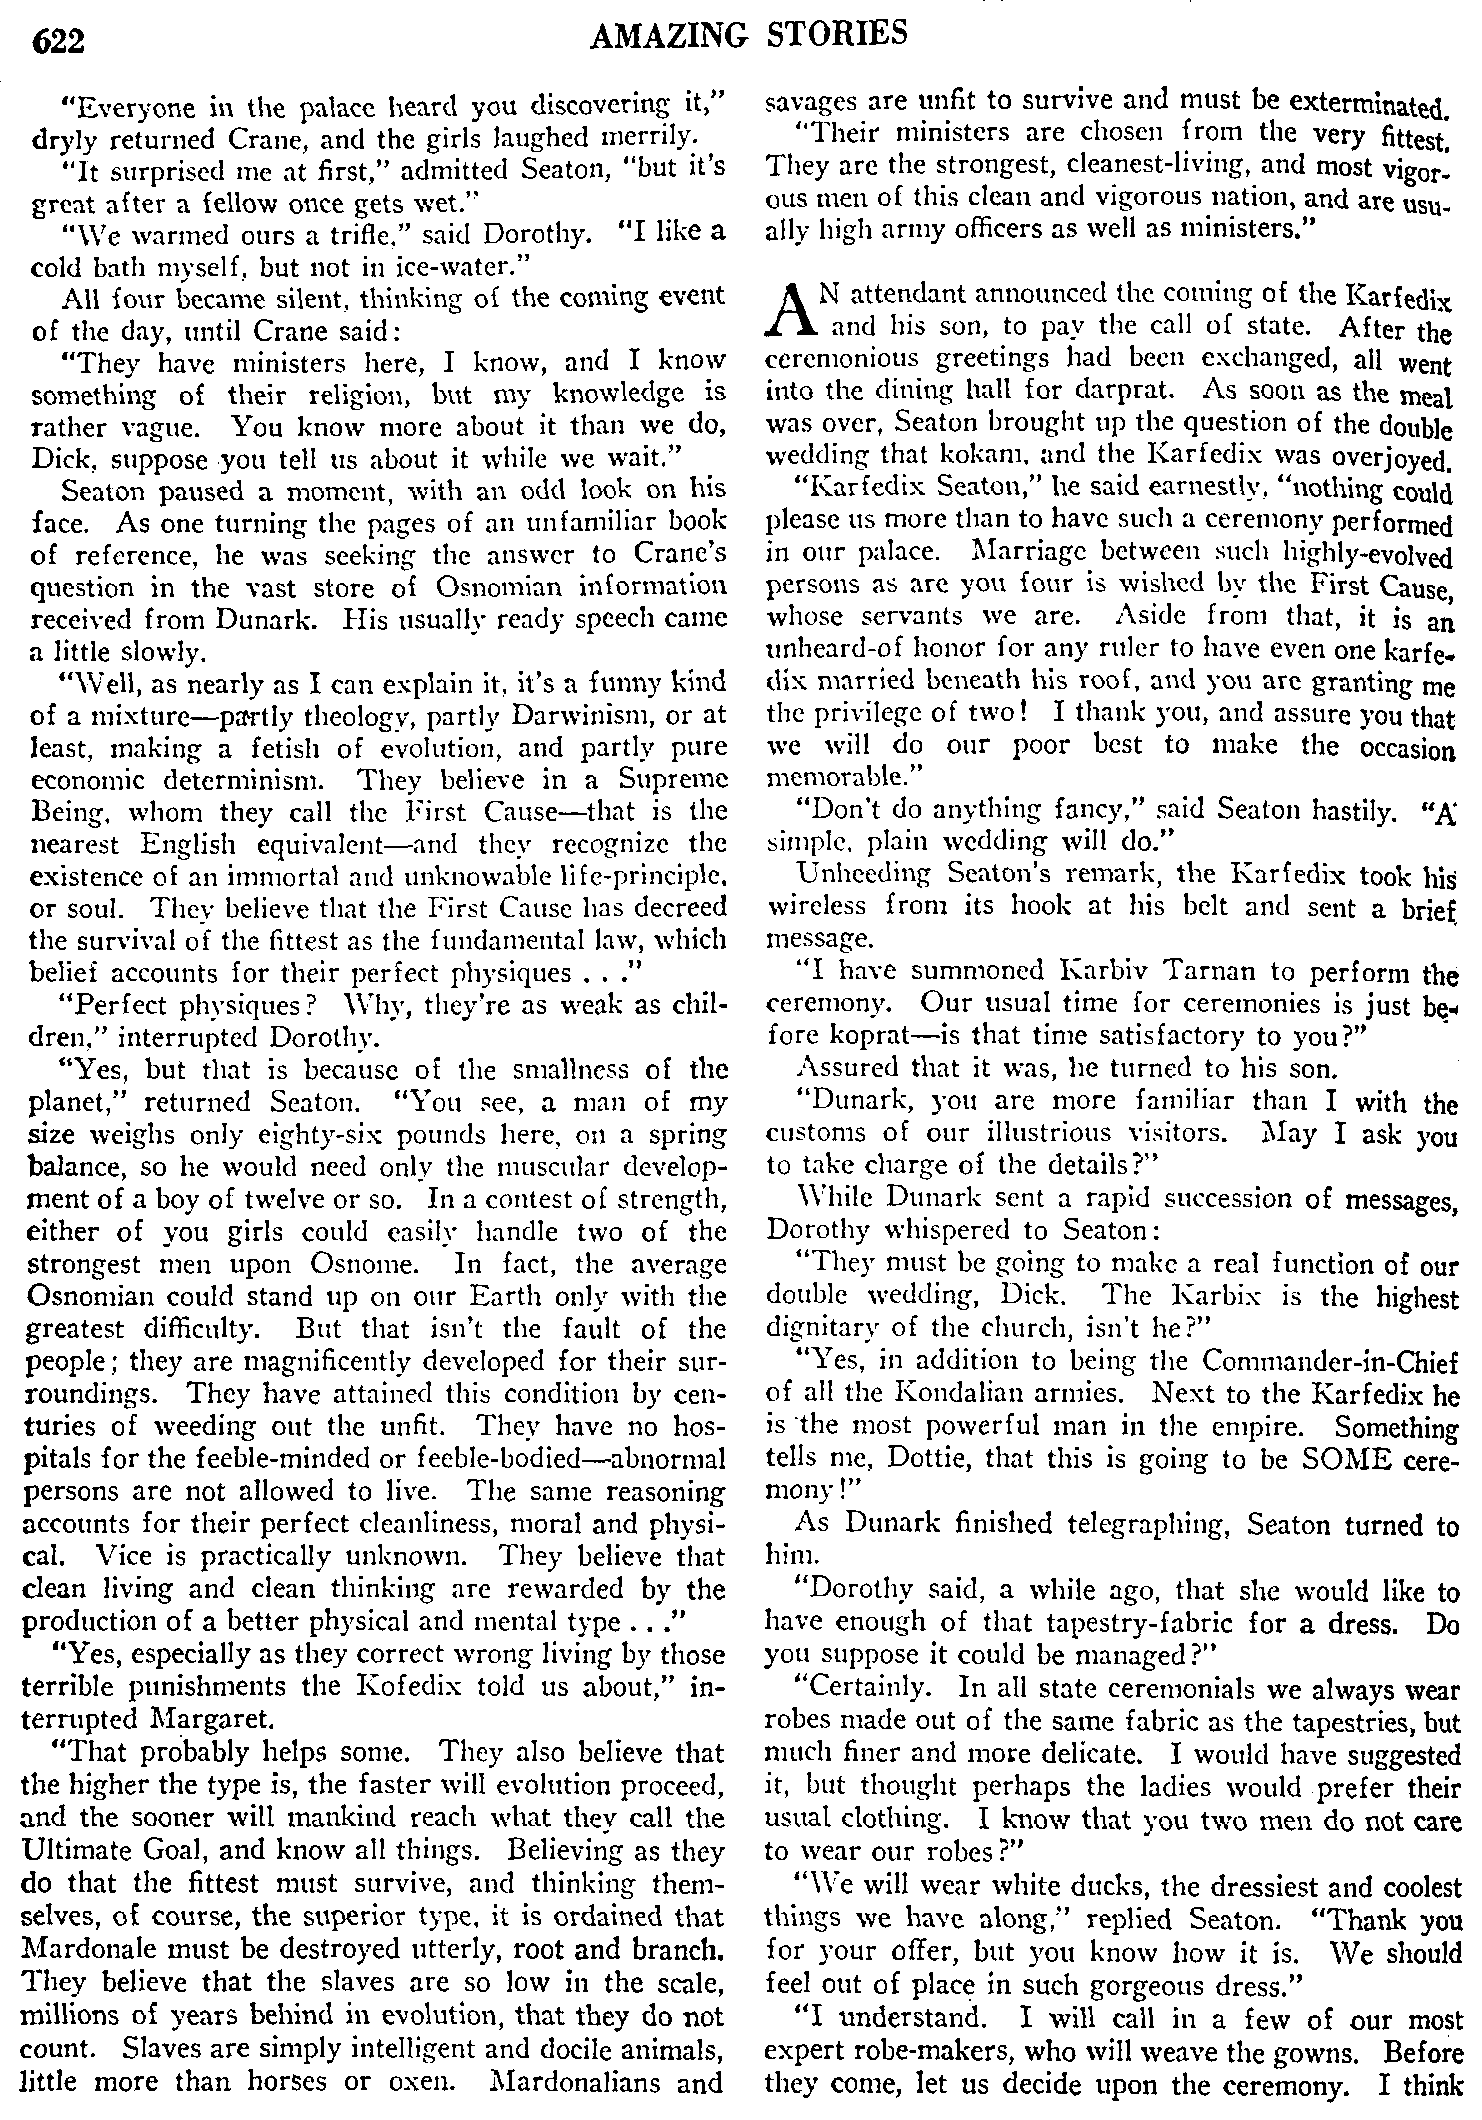 622
AMAZING STORIES
“Everyone in the palace heard you discovering it,”
dryly returned Crane, and the girls laughed merrily.
“It surprised me at first,” admitted Seaton, “but it's
great after a fellow once gets wet.”
“We warmed ours a trifle,” said Dorothy. “I like a
cold bath myself, but not in ice-water.”
All four became silent, thinking of the coming event
of the day, until Crane said:
“They have ministers here, I know, and I know
something of their religion, but my knowledge is
rather vague. You know more about it than we do,
Dick, suppose you tell us about it while we wait.”
Seaton paused a moment, with an odd look on his
face. As one turning the pages of an unfamiliar book
of reference, he was seeking the answer to Crane's
question in the vast store of Osnomian information
received from Dunark. His usually ready speech came
a little slowly.
“Well, as nearly as I can explain it, it's a funny kind
of a mixture—partly theology, partly Darwinism, or at
least, making a fetish of evolution, and partly pure
economic determinism. They believe in a Supreme
Being, whom they call the First Cause—that is the
nearest English equivalent—and they recognize the
existence of an immortal and unknowable life-principle,
or soul. They believe that the First Cause has decreed
the survival of the fittest as the fundamental law, which
belief accounts for their perfect physiques . . .”
“Perfect physiques? Why, they're as weak as chil-
dren,” interrupted Dorothy.
“Yes, but that is because of the smallness of the
planet,” returned Seaton. “You see, a man of my
size weighs only eighty-six pounds here, on a spring
balance, so he would need only the muscular develop-
ment of a boy of twelve or so. In a contest of strength,
either of you girls could easily handle two of the
strongest men upon Osnome. In fact, the average
Osnomian could stand up on our Earth only with the
greatest difficulty. But that isn't the fault of the
people; they are magnificently developed for their sur-
roundings. They have attained this condition by cen-
turies of weeding out the unfit. They have no hos-
pitals for the feeble-minded or feeble-bodied—abnormal
persons are not allowed to live. The same reasoning
accounts for their perfect cleanliness, moral and physi-
cal. Vice is practically unknown. They believe that
clean living and clean thinking are rewarded by the
production of a better physical and mental type . . .”
“Yes, especially as they correct wrong living by those
terrible punishments the Kofedix told us about,” in-
terrupted Margaret.
“That probably helps some. They also believe that
the higher the type is, the faster will evolution proceed,
and the sooner will mankind reach what they call the
Ultimate Goal, and know all things. Believing as they
do that the fittest must survive, and thinking them-
selves, of course, the superior type, it is ordained that
Mardonale must be destroyed utterly, root and branch.
They believe that the slaves are so low in the scale,
millions of years behind in evolution, that they do not
count. Slaves are simply intelligent and docile animals,
little more than horses or oxen. Mardonalians and
savages are unfit to survive and must be exterminated.
“Their ministers are chosen from the very fittest.
They are the strongest, cleanest-living, and most vigor-
ous men of this clean and vigorous nation, and are usu-
ally high army officers as well as ministers.”
AN attendant announced the coming of the Karfedix
and his son, to pay the call of state. After the
ceremonious greetings had been exchanged, all went
into the dining hall for darprat. As soon as the meal
was over, Seaton brought up the question of the double
wedding that kokam, and the Karfedix was overjoyed.
“Karfedix Seaton,” he said earnestly, “nothing could
please us more than to have such a ceremony performed
in our palace. Marriage between such highly-evolved
persons as are you four is wished by the First Cause,
whose servants we are. Aside from that, it is an
unheard-of honor for any ruler to have even one karfe-
dix married beneath his roof, and you are granting me
the privilege of two! I thank you, and assure you that
we will do our poor best to make the occasion
memorable.”
“Don't do anything fancy,” said Seaton hastily. “A
simple, plain wedding will do.”
Unheeding Seaton's remark, the Karfedix took his
wireless from its hook at his belt and sent a brief
message.
“I have summoned Karbiv Tarnan to perform the
ceremony. Our usual time for ceremonies is just be-
fore koprat—is that time satisfactory to you?”
Assured that it was, he turned to his son.
“Dunark, you are more familiar than I with the
customs of our illustrious visitors. May I ask you
to take charge of the details?”
While Dunark sent a rapid succession of messages,
Dorothy whispered to Seaton:
“They must be going to make a real function of our
double wedding, Dick. The Karbix is the highest
dignitary of the church, isn't he?”
“Yes, in addition to being the Commander-in-Chief
of all the Kondalian armies. Next to the Karfedix he
is the most powerful man in the empire. Something
tells me, Dottie, that this is going to be SOME cere-
mony!”
As Dunark finished telegraphing, Seaton turned to
him.
“Dorothy said, a while ago, that she would like to
have enough of that tapestry-fabric for a dress. Do
you suppose it could be managed?”
“Certainly. In all state ceremonials we always wear
robes made out of the same fabric as the tapestries, but
much finer and more delicate. I would have suggested
it, but thought perhaps the ladies would prefer their
usual clothing. I know that you two men do not care
to wear our robes?”
“We will wear white ducks, the dressiest and coolest
things we have along,” replied Seaton. “Thank you
for your offer, but you know how it is. We should
feel out of place in such gorgeous dress.”
“I understand. I will call in a few of our most
expert robe-makers, who will weave the gowns. Before
they come, let us decide upon the ceremony. I think